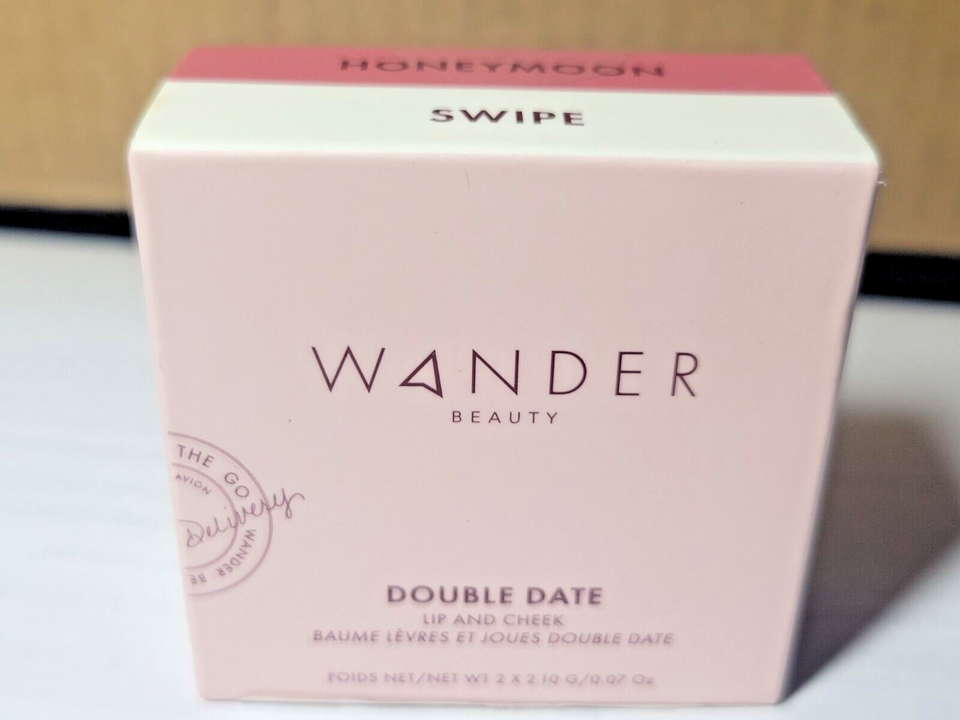 HONEYMOON
SWIPE
WANDER
BEAUTY
THE GO
AVION
Delivery
WANDER BE
DOUBLE DATE
LIP AND CHEEK
BAUME LÈVRES ET JOUES DOUBLE DATE
POIDS NET/NET WT 2 X 2.10 G/0.07 Oz